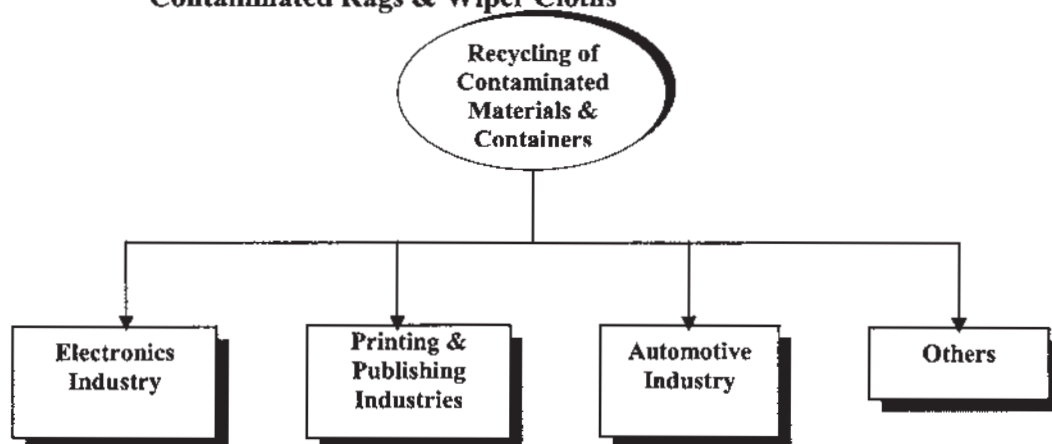 Contaminated Rags & Wiper Cloths
Recycling of
Contaminated
Materials &
Containers
Electronics
Industry
Printing &
Publishing
Industries
Automotive
Industry
Others